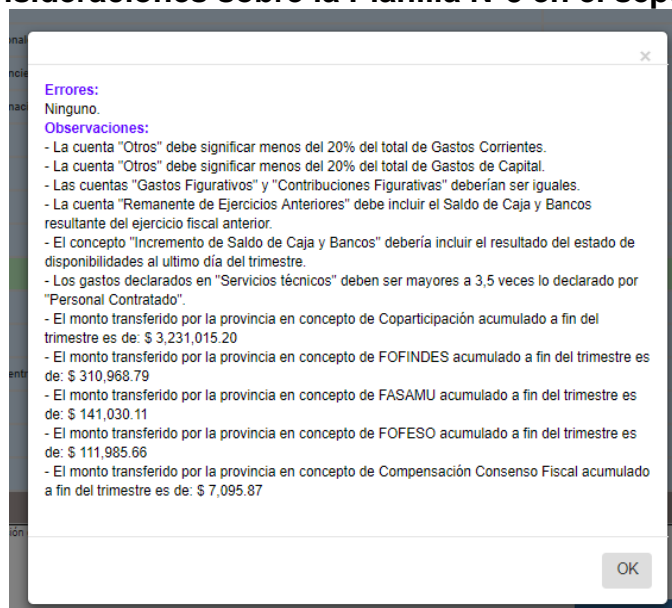 sideraciones sobre la Planilla N°
×
Errores:
Ninguno.
Observaciones:
- La cuenta "Otros" debe significar menos del 20% del total de Gastos Corrientes.
- La cuenta "Otros" debe significar menos del 20% del total de Gastos de Capital.
- Las cuentas "Gastos Figurativos" y "Contribuciones Figurativas" deberían ser iguales.
- La cuenta "Remanente de Ejercicios Anteriores" debe incluir el Saldo de Caja y Bancos
resultante del ejercicio fiscal anterior.
- El concepto "Incremento de Saldo de Caja y Bancos" debería incluir el resultado del estado de
disponibilidades al ultimo día del trimestre.
- Los gastos declarados en "Servicios técnicos" deben ser mayores a 3,5 veces lo declarado por
"Personal Contratado".
- El monto transferido por la provincia en concepto de Coparticipación acumulado a fin del
trimestre es de: $ 3,231,015.20
- El monto transferido por la provincia en concepto de FOFINDES acumulado a fin del trimestre es
de: $ 310,968.79
- El monto transferido por la provincia en concepto de FASAMU acumulado a fin del trimestre es
de: $ 141,030.11
- El monto transferido por la provincia en concepto de FOFESO acumulado a fin del trimestre es
de: $ 111,985.66
- El monto transferido por la provincia en concepto de Compensación Consenso Fiscal acumulado
a fin del trimestre es de: $ 7,095.87
OK